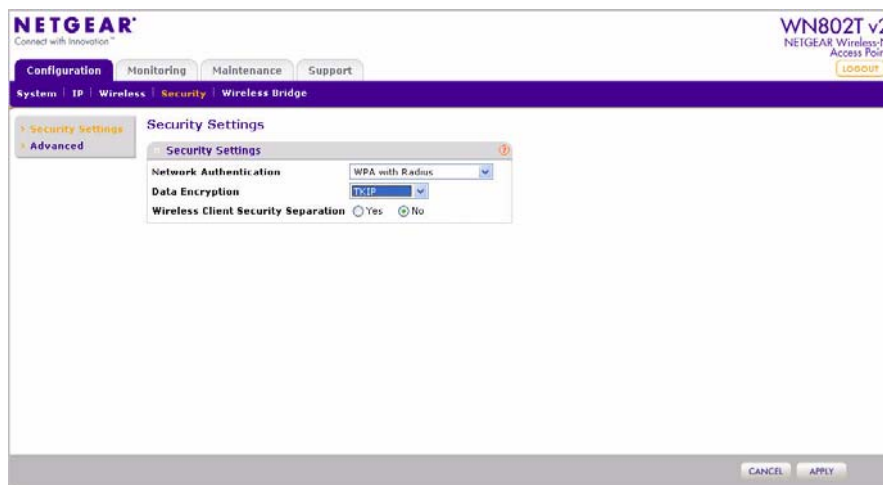 NETGEAR
Connect with Innovation™
WN802T v2
NETGEAR Wireless-N
Access Poin
LOGOUT
Configuration Monitoring Maintenance Support
System IP Wireless Security Wireless Bridge
Security Settings
Advanced
Security Settings
Security Settings
Network Authentication WPA with Radius
Data Encryption TKIP
Wireless Client Security Separation Yes No
CANCEL APPLY